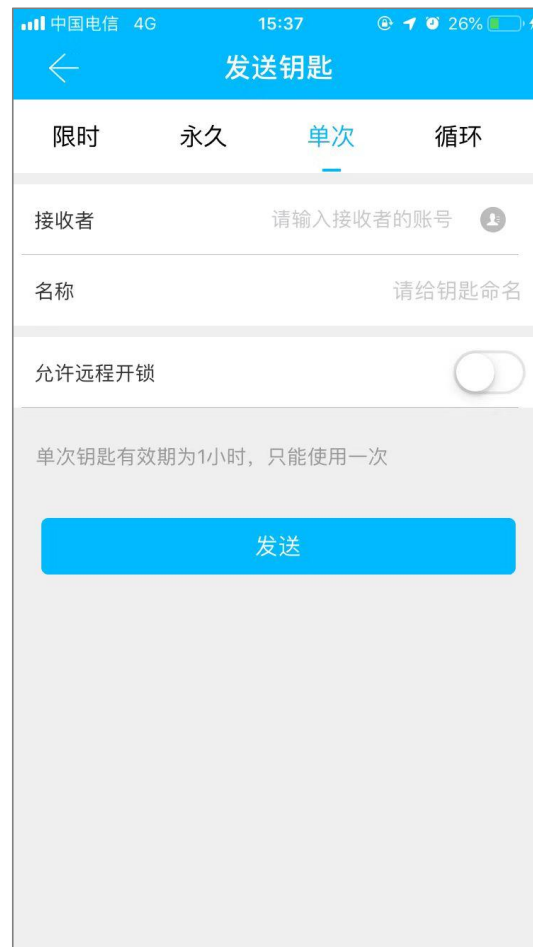 中国电信 4G 15:37 26%
发送钥匙
限时 永久 单次 循环
接收者 请输入接收者的账号
名称 请给钥匙命名
允许远程开锁
单次钥匙有效期为1小时，只能使用一次
发送